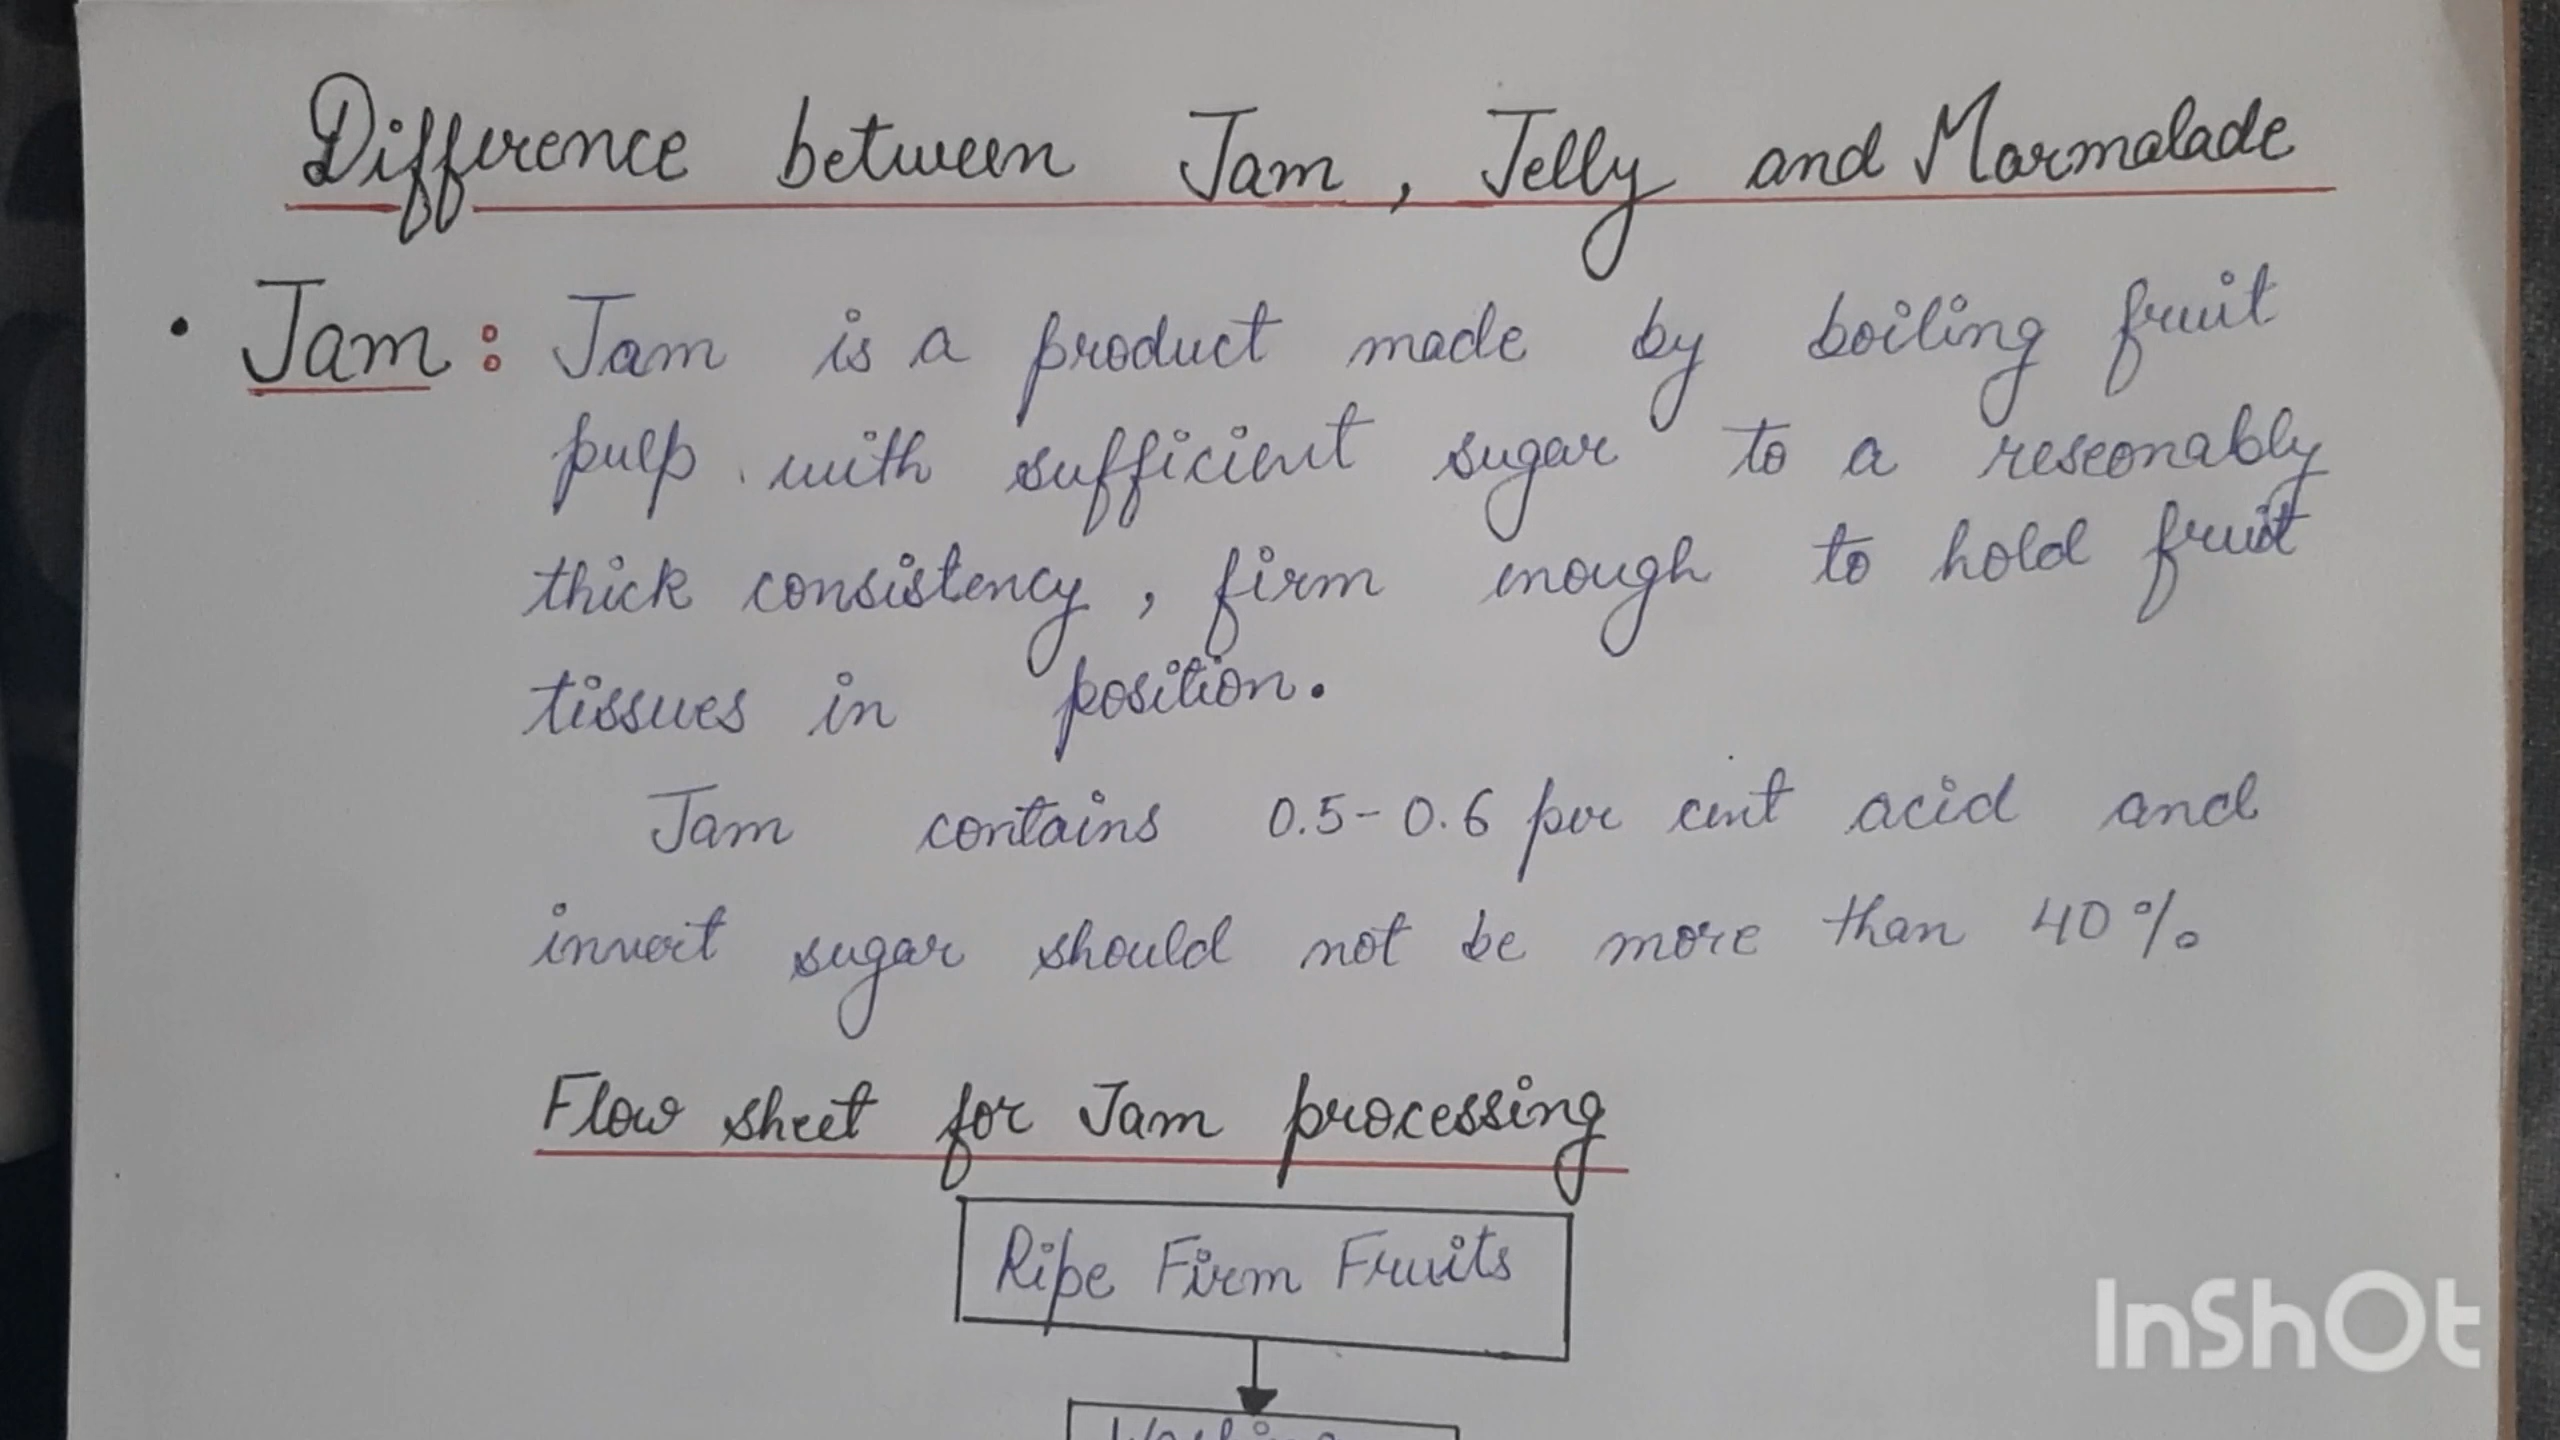 Difference between Jam, Jelly and Marmalade
• Jam: Jam is a product made by boiling fruit
pulp with sufficient sugar to a reseonably
thick consistency, firm enough to hold fruit
tissues in position.
Jam contains 0.5-0.6 per cent acid and
invert sugar should not be more than 40%.
Flow sheet for Jam processing
Ripe Firm Fruits
InShOt